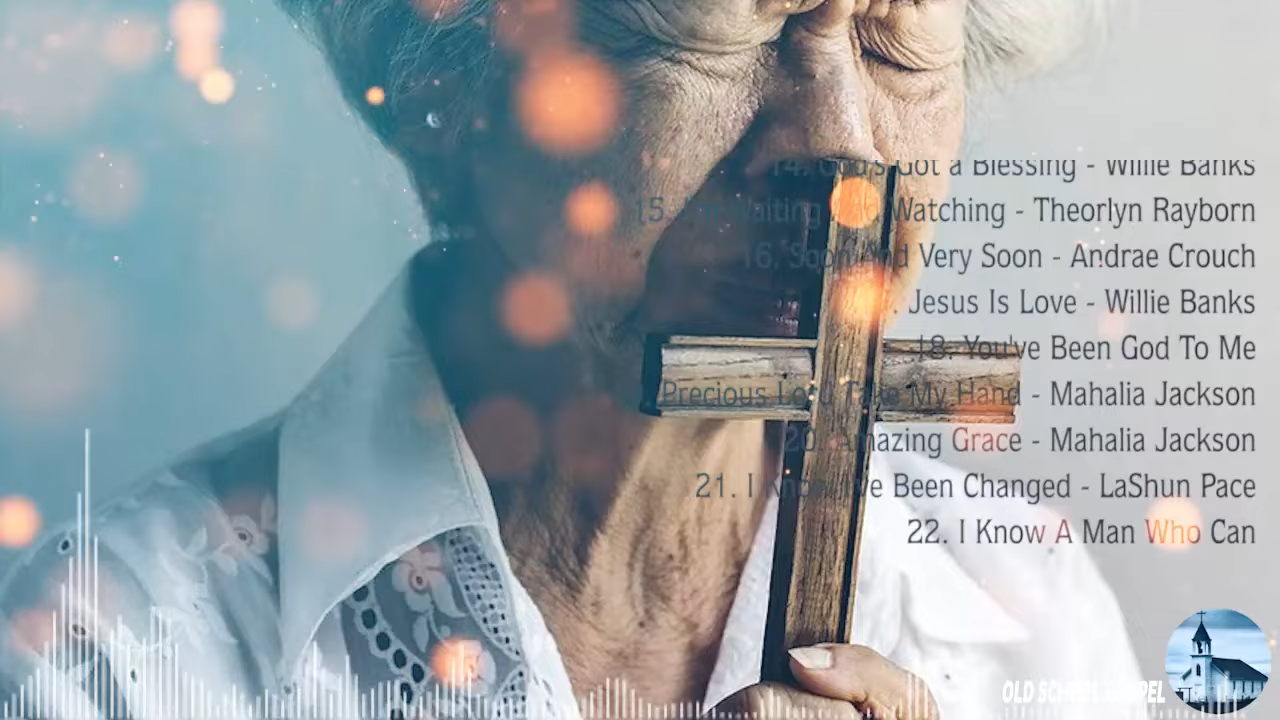 14. God's Got a Blessing - Willie Banks
15. Waiting And Watching - Theorlyn Rayborn
16. Soon And Very Soon - Andrae Crouch
Jesus Is Love - Willie Banks
18. You've Been God To Me
Precious Lord Take My Hand - Mahalia Jackson
20. Amazing Grace - Mahalia Jackson
21. I Know I've Been Changed - LaShun Pace
22. I Know A Man Who Can
OLD SCHOOL GOSPEL